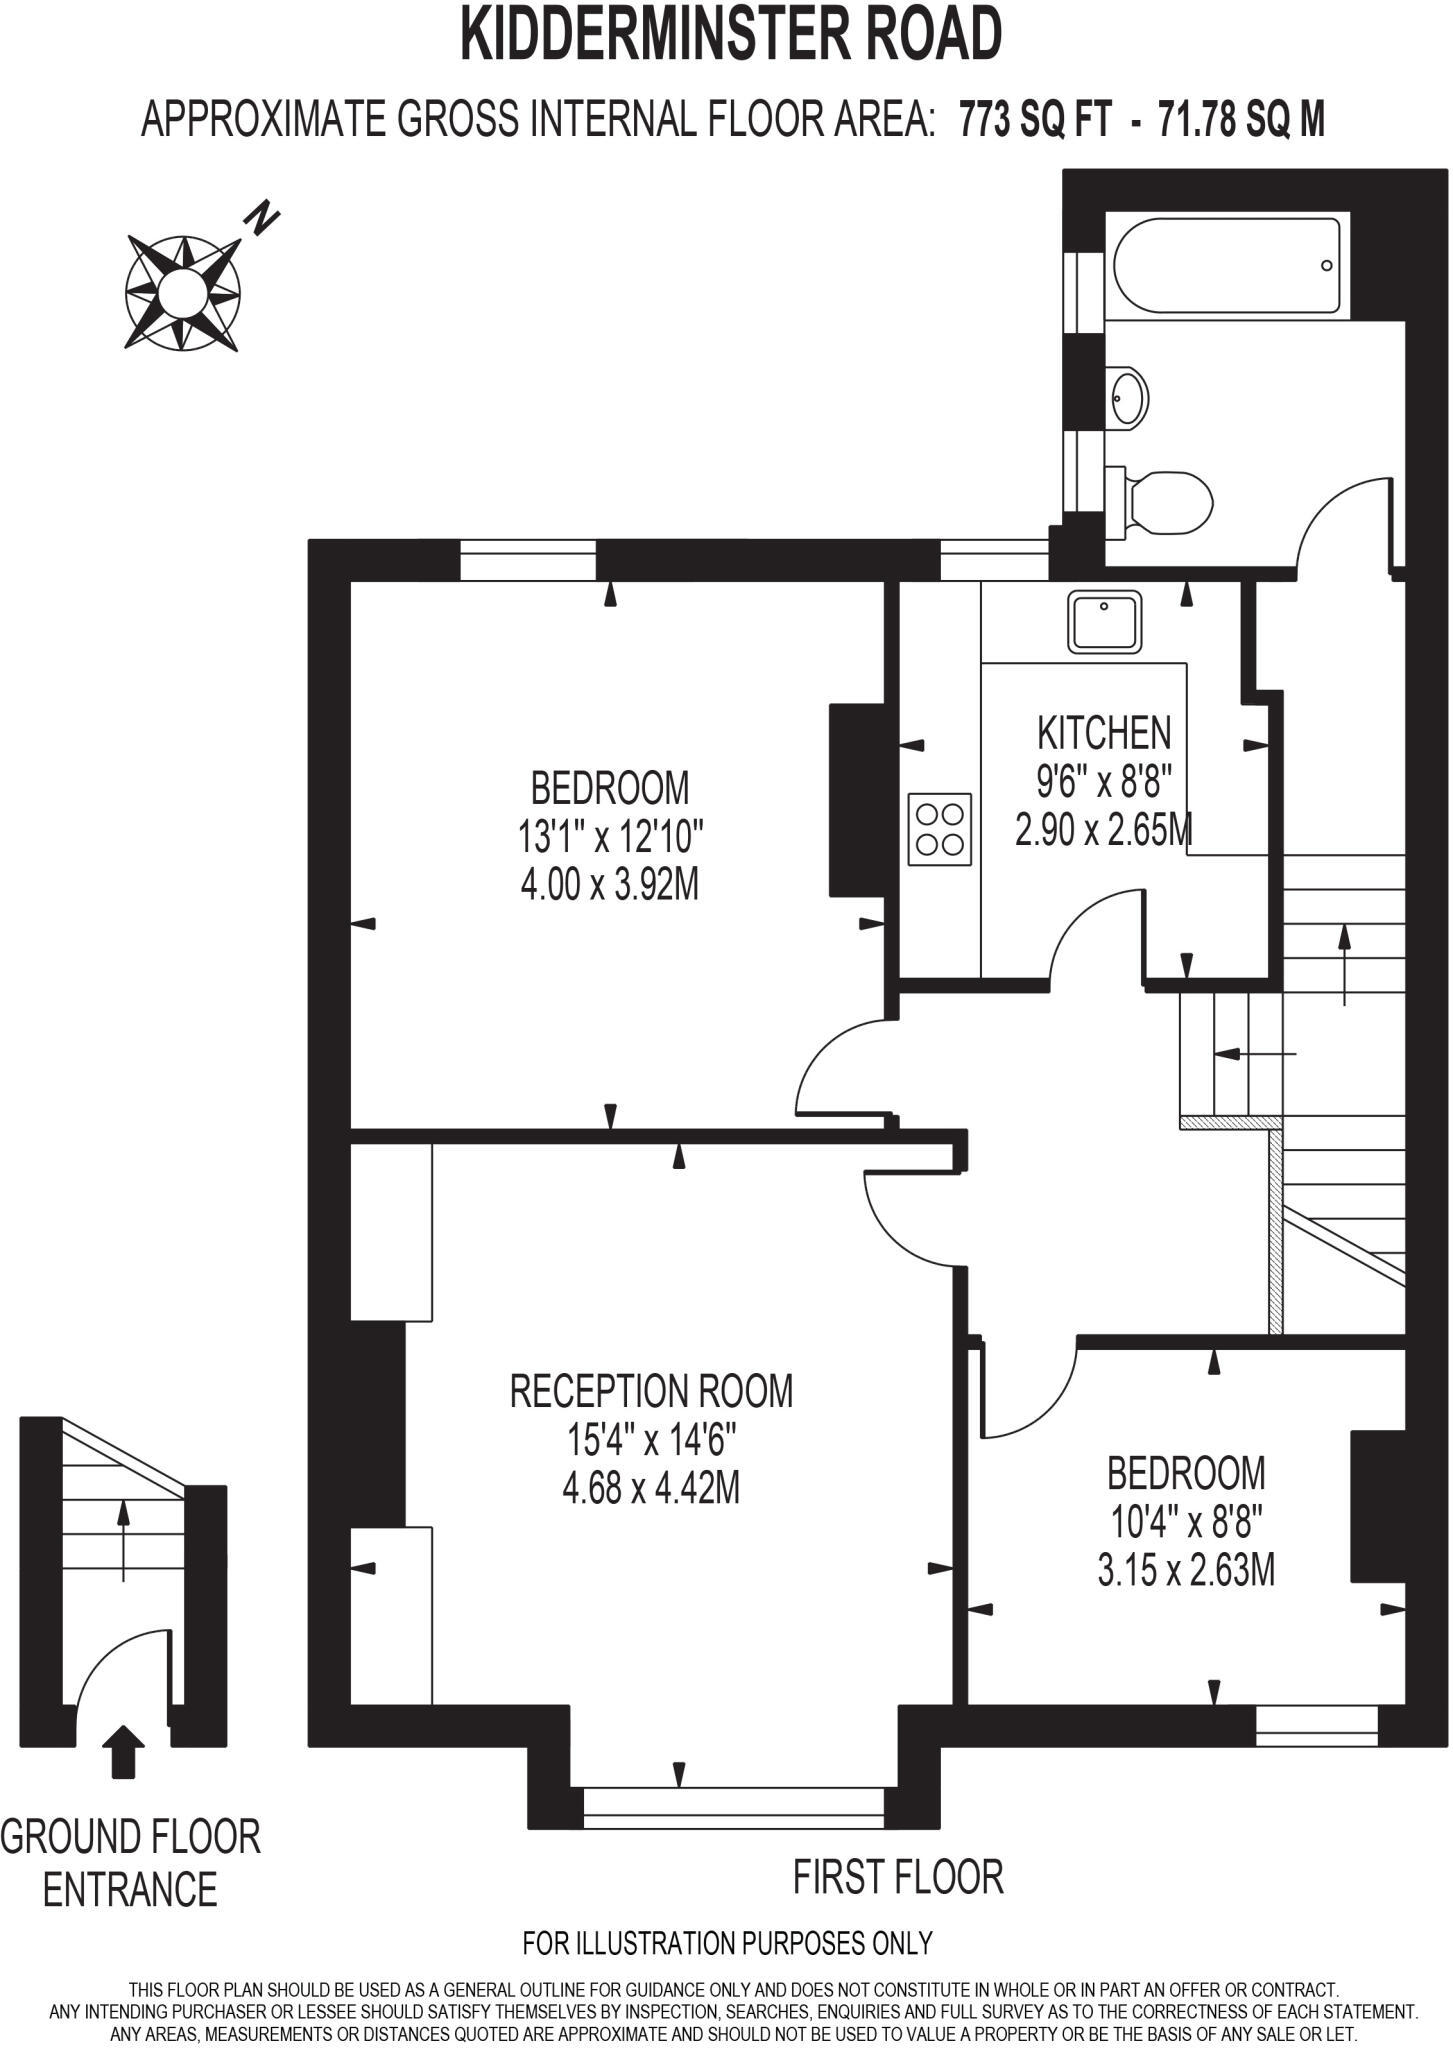 KIDDERMINSTER ROAD
APPROXIMATE GROSS INTERNAL FLOOR AREA: 773 SQ FT - 71.78 SQ M
N
KITCHEN
9'6" x 8'8"
2.90 x 2.65M
BEDROOM
13'1" x 12'10"
4.00 x 3.92M
RECEPTION ROOM
15'4" x 14'6"
4.68 x 4.42M
BEDROOM
10'4" x 8'8"
3.15 x 2.63M
GROUND FLOOR
ENTRANCE
FIRST FLOOR
FOR ILLUSTRATION PURPOSES ONLY
THIS FLOOR PLAN SHOULD BE USED AS A GENERAL OUTLINE FOR GUIDANCE ONLY AND DOES NOT CONSTITUTE IN WHOLE OR IN PART AN OFFER OR CONTRACT.
ANY INTENDING PURCHASER OR LESSEE SHOULD SATISFY THEMSELVES BY INSPECTION, SEARCHES, ENQUIRIES AND FULL SURVEY AS TO THE CORRECTNESS OF EACH STATEMENT.
ANY AREAS, MEASUREMENTS OR DISTANCES QUOTED ARE APPROXIMATE AND SHOULD NOT BE USED TO VALUE A PROPERTY OR BE THE BASIS OF ANY SALE OR LET.